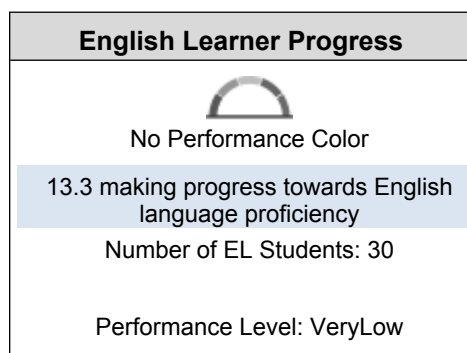 English Learner Progress
No Performance Color
13.3 making progress towards English
language proficiency
Number of EL Students: 30
Performance Level: VeryLow